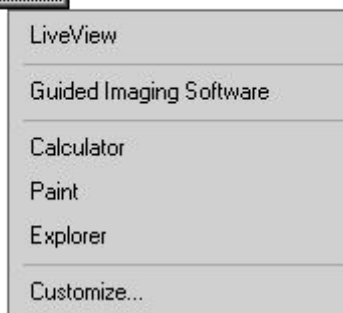 LiveView
Guided Imaging Software
Calculator
Paint
Explorer
Customize...